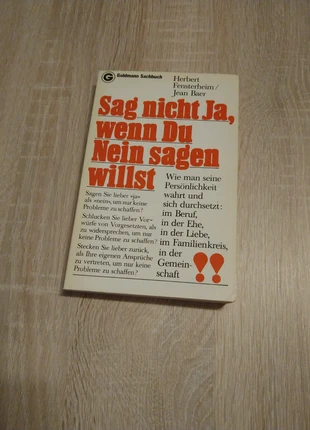 G Goldmann Sachbuch
Herbert
Fensterheim/
Jean Baer
Sag nicht Ja,
wenn Du
Nein sagen
willst
Sagen Sie lieber »ja«
als »nein«, um nur keine
Probleme zu schaffen?
Schlucken Sie lieber Vor-
würfe von Vorgesetzten, als
zu widersprechen, um nur
keine Probleme zu schaffen?
Stecken Sie lieber zurück,
als Ihre eigenen Ansprüche
zu vertreten, um nur keine
Probleme zu schaffen?
Wie man seine
Persönlichkeit
wahrt und
sich durchsetzt:
im Beruf,
in der Ehe,
in der Liebe,
im Familienkreis,
in der
Gemein-
schaft
!!